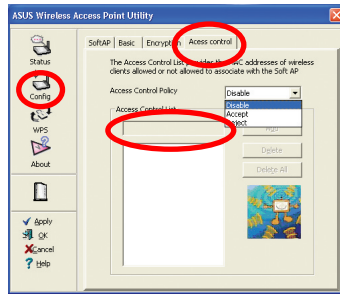 ASUS Wireless Access Point Utility
Status
Config
WPS
About
Apply
OK
Cancel
Help
SoftAP Basic Encryption Acess control
The Access Control List provides the MAC addresses of wireless
clients allowed or not allowed to associate with the Soft AP
Access Control Policy
Disable
Disable
Accept
Reject
Access Control List
Add
Delete
Delete All